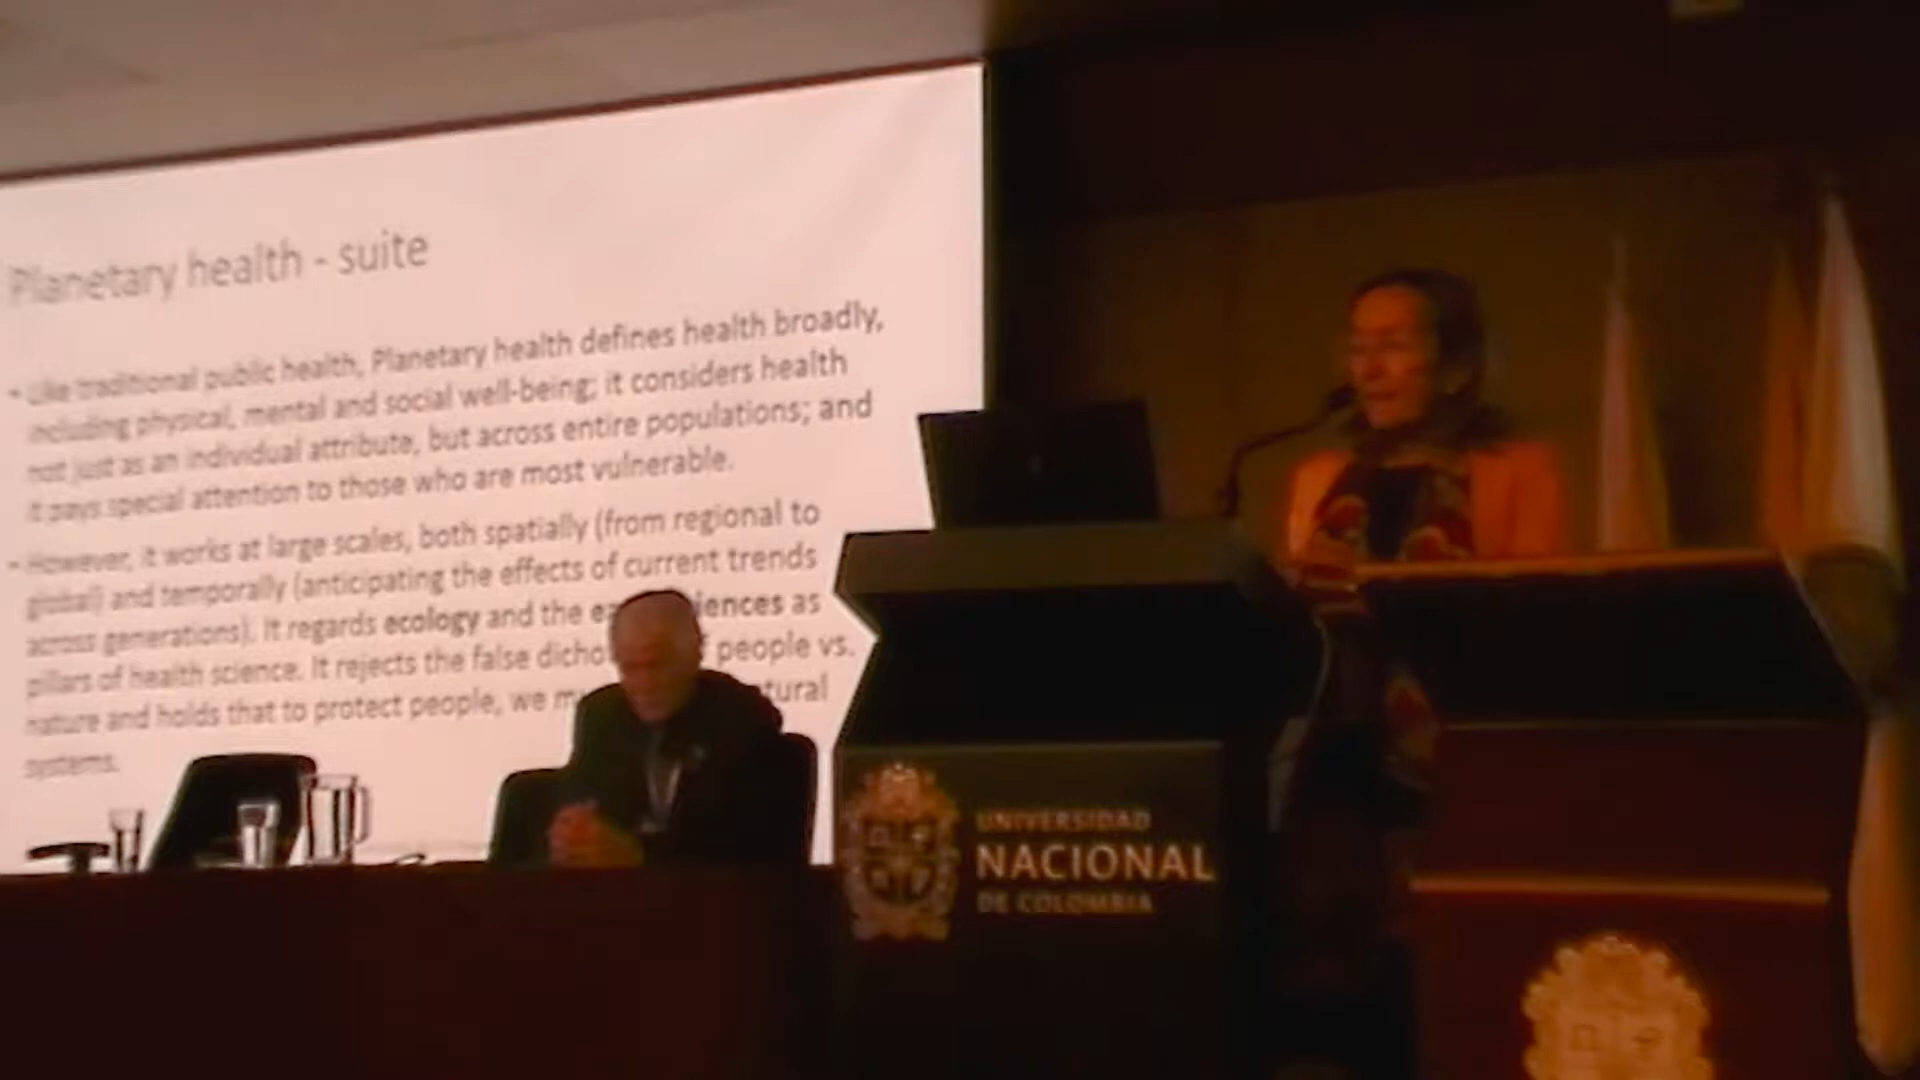 Planetary health - suite
• Like traditional public health, Planetary health defines health broadly,
including physical, mental and social well-being; it considers health
not just as an individual attribute, but across entire populations; and
it pays special attention to those who are most vulnerable.
• However, it works at large scales, both spatially (from regional to
global) and temporally (anticipating the effects of current trends
across generations). It regards ecology and the as
pillars of health science. It rejects the false people vs.
nature and holds that to protect people, we
systems.
UNIVERSIDAD
NACIONAL
DE COLOMBIA